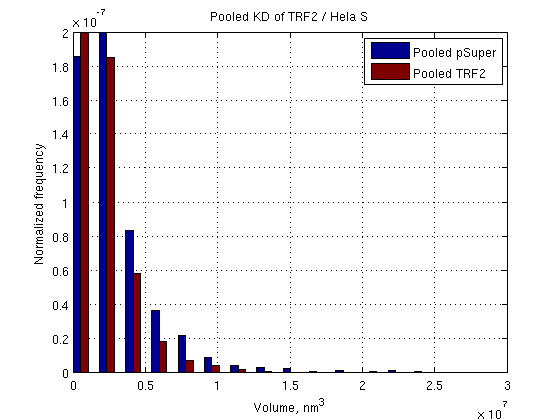 Pooled KD of TRF2 / Hela S
x 10^-7
2
1.8
1.6
1.4
1.2
1
0.8
0.6
0.4
0.2
0
Normalized frequency
Pooled pSuper
Pooled TRF2
0 0.5 1 1.5 2 2.5 3
x 10^7
Volume, nm^3